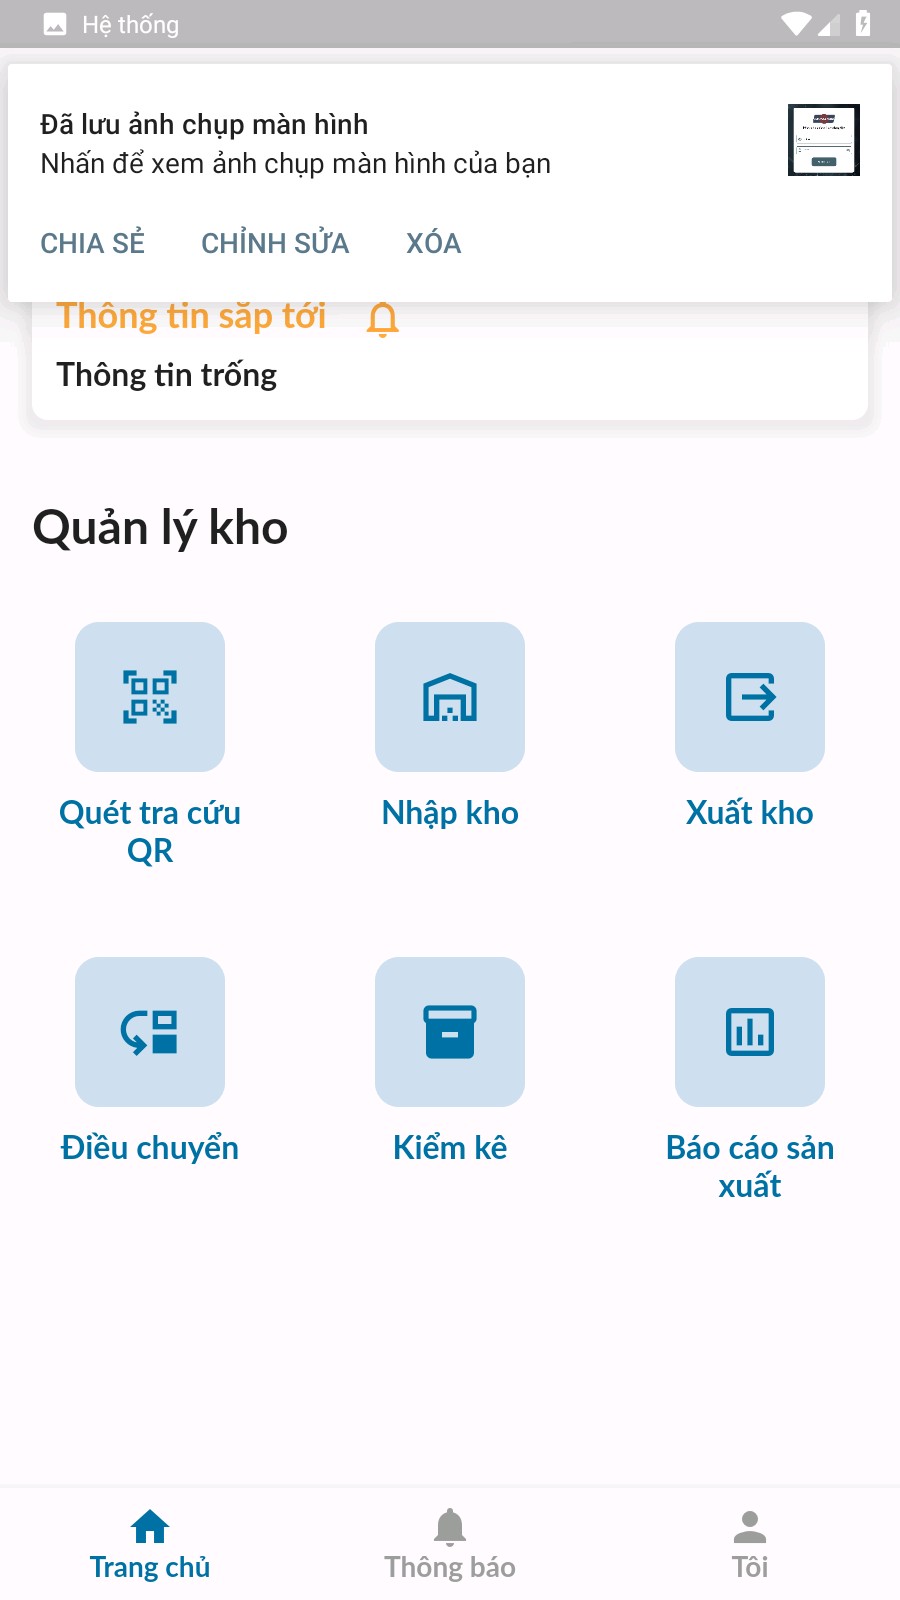 Hệ thống
Đã lưu ảnh chụp màn hình
Nhấn để xem ảnh chụp màn hình của bạn
CHIA SẺ CHỈNH SỬA XÓA
Thông tin sắp tới
Thông tin trống
Quản lý kho
Quét tra cứu
QR
Nhập kho
Xuất kho
Điều chuyển
Kiểm kê
Báo cáo sản
xuất
Trang chủ
Thông báo
Tôi